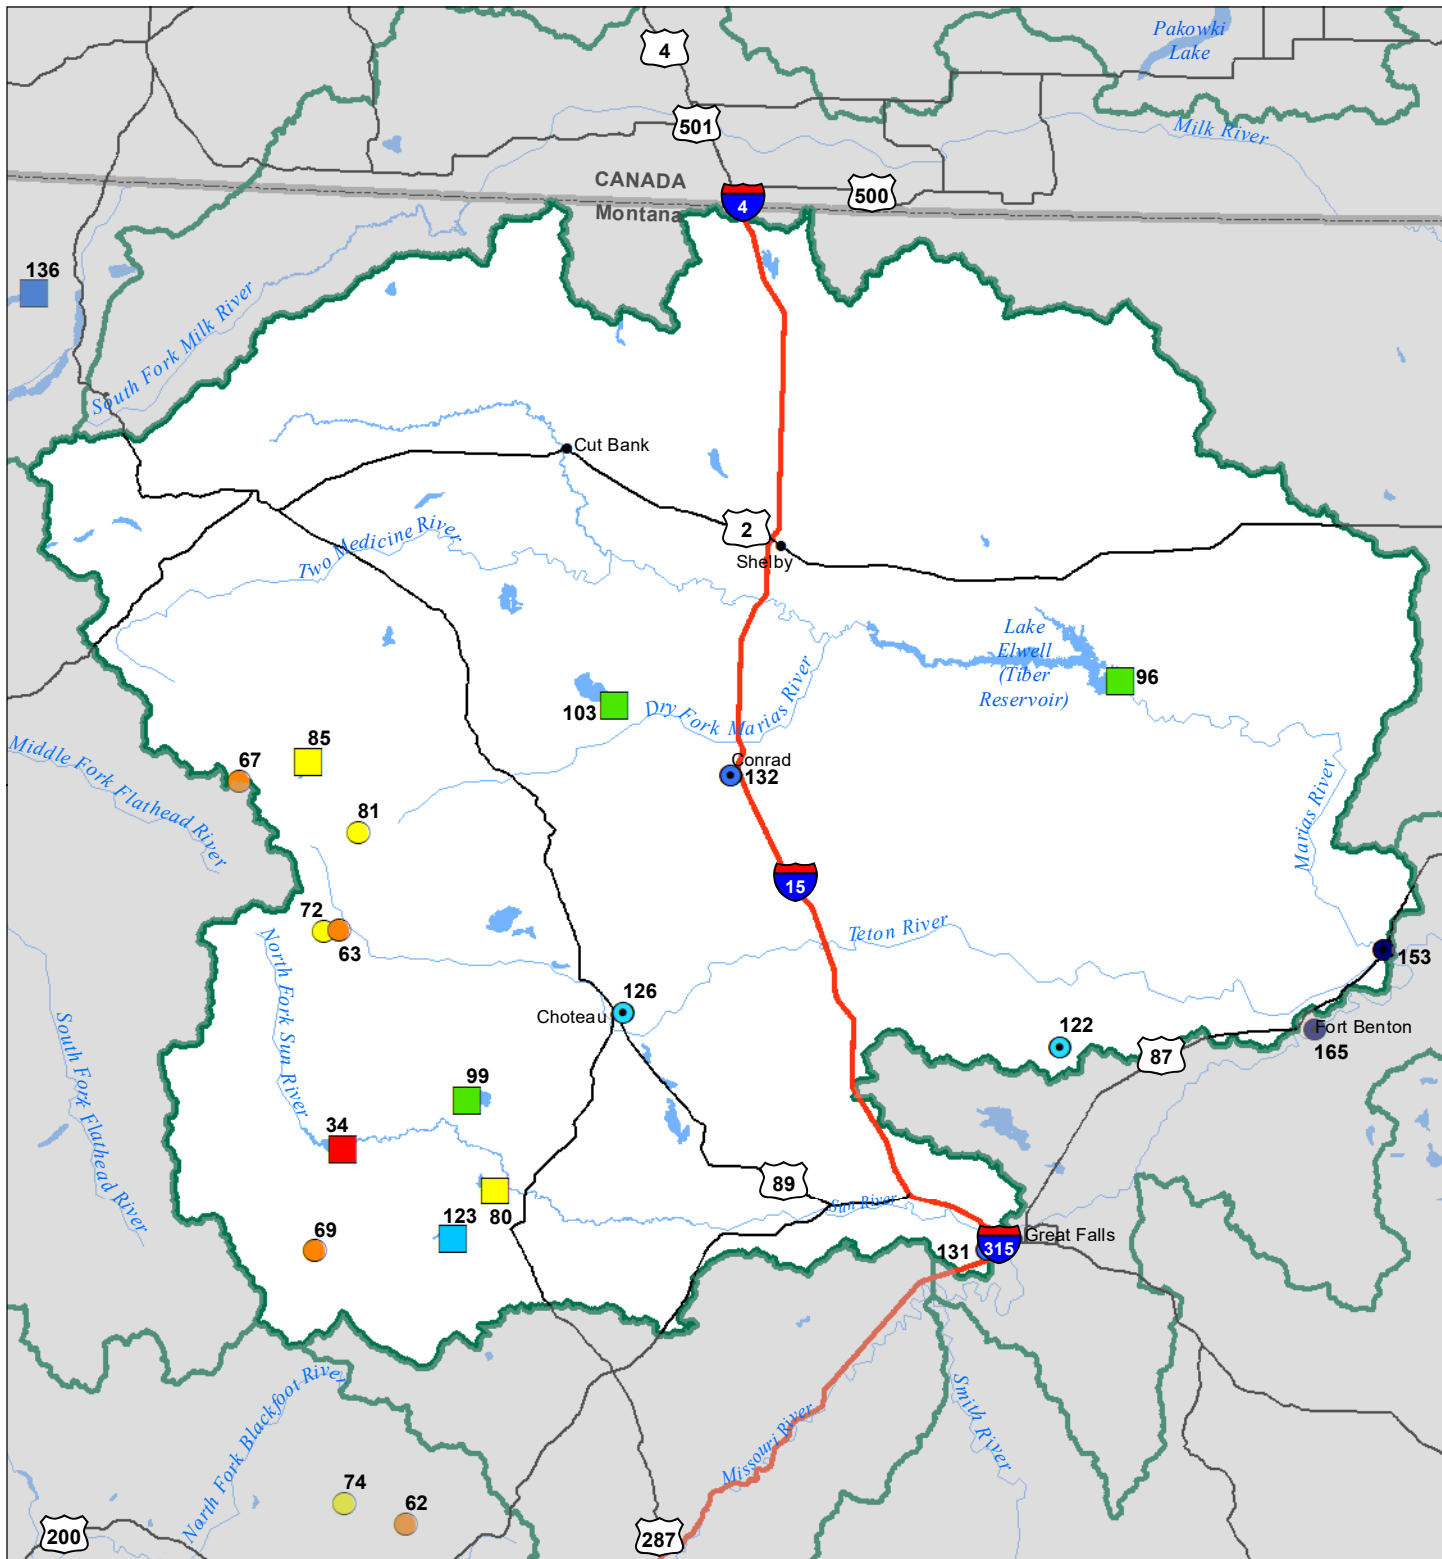 Pakowki
Lake
4
501
Milk River
CANADA
Montana
4
500
136
South Fork Milk River
Cut Bank
2
Shelby
Two Medicine River
Lake
Elwell
(Tiber
Reservoir)
96
103
Dry Fork Marias River
Middle Fork Flathead River
67
85
81
Conrad
132
Marias River
15
72
63
North Fork Sun River
Teton River
153
126
Choteau
122
Fort Benton
165
87
South Fork Flathead River
99
34
80
89
Sun River
123
69
131
315
Great Falls
North Fork Blackfoot River
Missouri River
Smith River
74
62
200
287